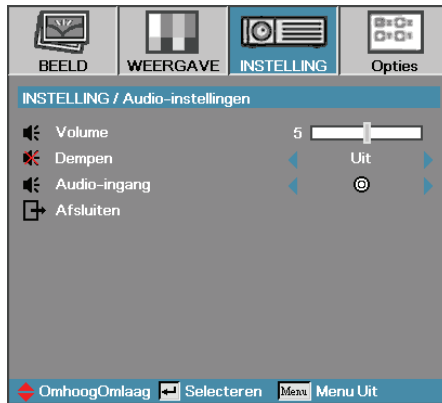 BEELD WEERGAVE INSTELLING Opties
INSTELLING / Audio-instellingen
Volume 5
Dempen Uit
Audio-ingang
Afsluiten
OmhoogOmlaag Selecteren Menu Menu Uit